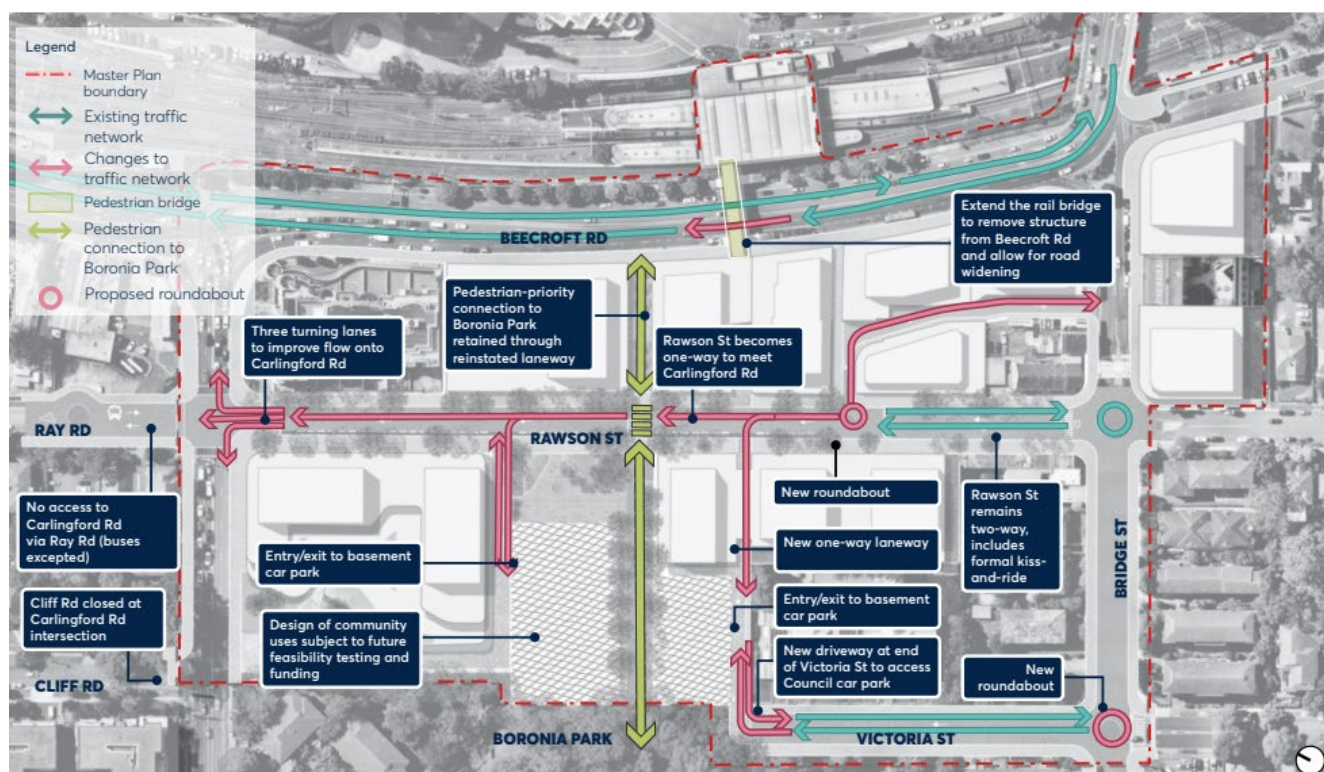 Legend
Master Plan
boundary
Existing traffic
network
Changes to
traffic network
Pedestrian bridge
Pedestrian
connection to
Boronia Park
Proposed roundabout
BEECROFT RD
Extend the rail bridge
to remove structure
from Beecroft Rd
and allow for road
widening
Pedestrian-priority
connection to
Boronia Park
retained through
reinstated laneway
Three turning lanes
to improve flow onto
Carlingford Rd
Rawson St becomes
one-way to meet
Carlingford Rd
RAY RD
RAWSON ST
No access to
Carlingford Rd
via Ray Rd (buses
excepted)
New roundabout
Rawson St
remains
two-way,
includes
formal kiss-
and-ride
Entry/exit to basement
car park
New one-way laneway
BRIDGE ST
Cliff Rd closed at
Carlingford Rd
intersection
Design of community
uses subject to future
feasibility testing and
funding
Entry/exit to basement
car park
New driveway at end
of Victoria St to access
Council car park
New
roundabout
CLIFF RD
BORONIA PARK
VICTORIA ST